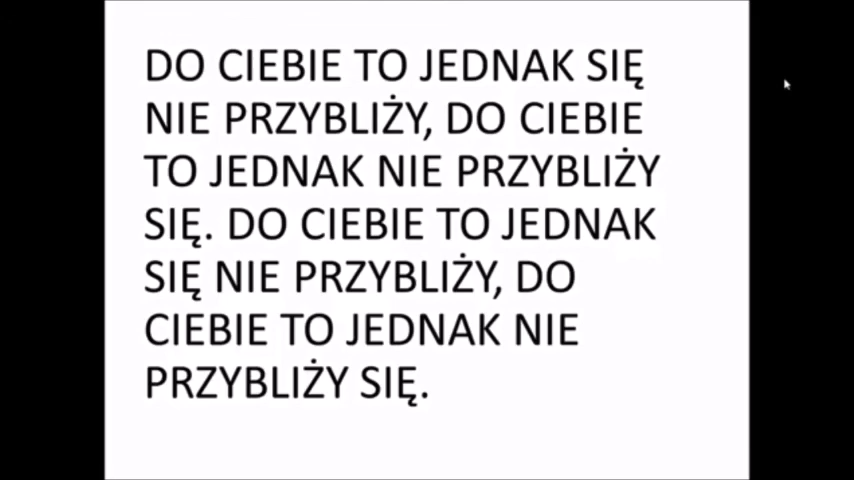 DO CIEBIE TO JEDNAK SIĘ
NIE PRZYBLIŻY, DO CIEBIE
TO JEDNAK NIE PRZYBLIŻY
SIĘ. DO CIEBIE TO JEDNAK
SIĘ NIE PRZYBLIŻY, DO
CIEBIE TO JEDNAK NIE
PRZYBLIŻY SIĘ.